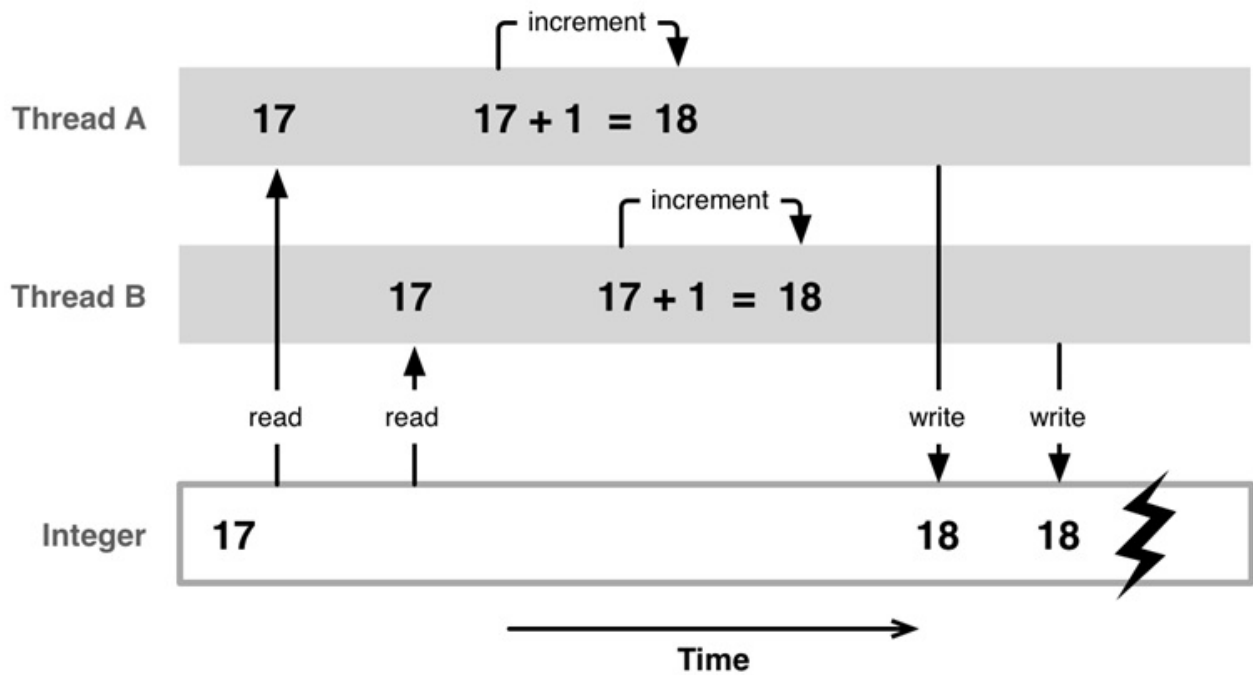 increment
Thread A 17 17 + 1 = 18
increment
Thread B 17 17 + 1 = 18
read read write write
Integer 17 18 18
Time